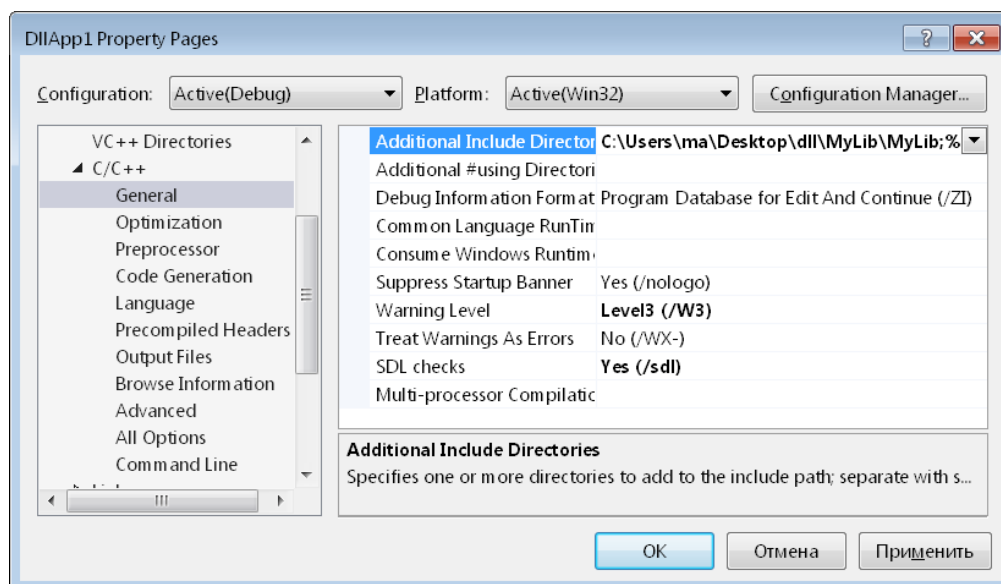 DllApp1 Property Pages
Configuration: Active(Debug) Platform: Active(Win32) Configuration Manager...
VC++ Directories
C/C++
General
Optimization
Preprocessor
Code Generation
Language
Precompiled Headers
Output Files
Browse Information
Advanced
All Options
Command Line
Additional Include Director C:\Users\ma\Desktop\dll\MyLib\MyLib;%
Additional #using Directori
Debug Information Format Program Database for Edit And Continue (/ZI)
Common Language RunTim
Consume Windows Runtime
Suppress Startup Banner Yes (/nologo)
Warning Level Level3 (/W3)
Treat Warnings As Errors No (/WX-)
SDL checks Yes (/sdl)
Multi-processor Compilatic
Additional Include Directories
Specifies one or more directories to add to the include path; separate with s...
OK Отмена Применить